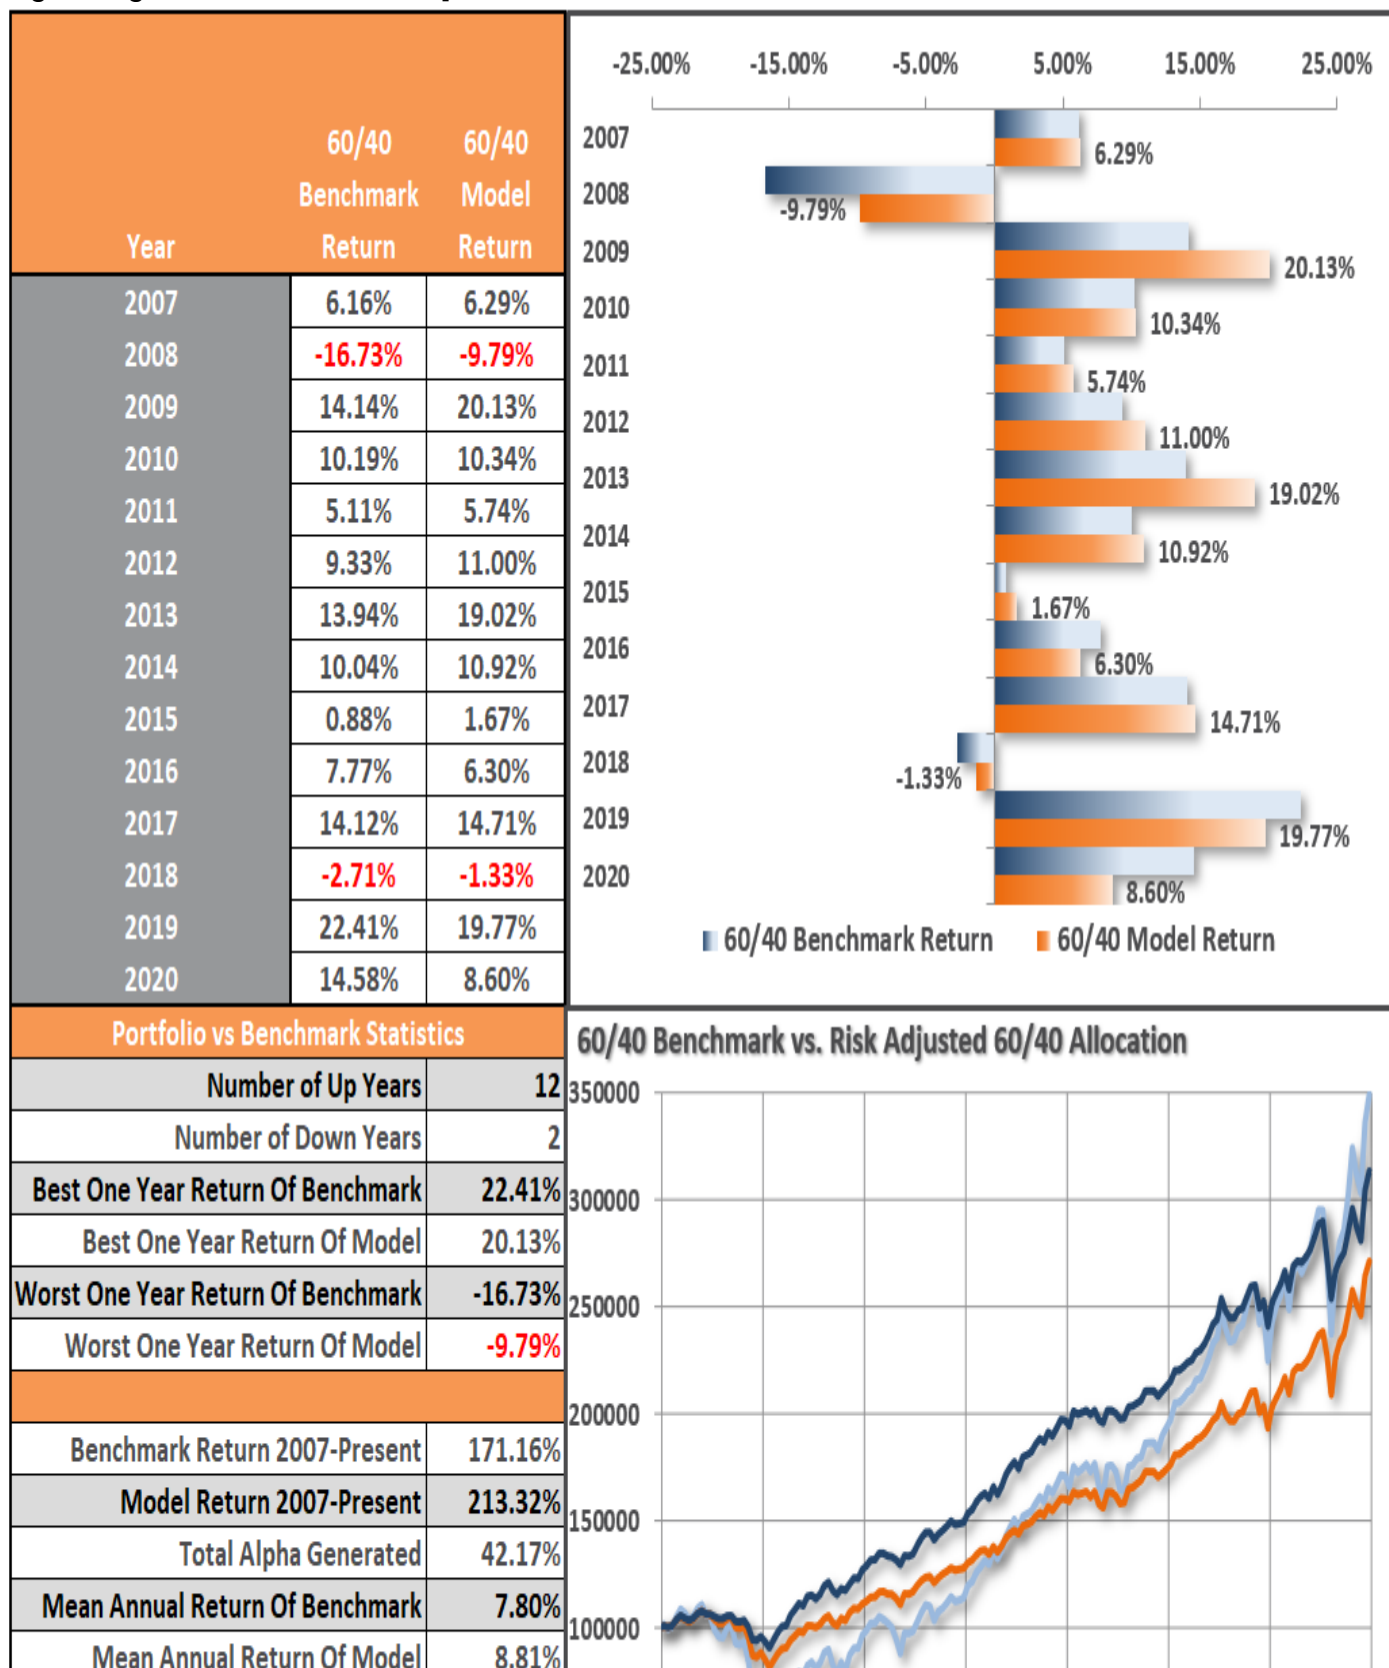 60/40 60/40
Benchmark Model
Year Return Return
2007 6.16% 6.29%
2008 -16.73% -9.79%
2009 14.14% 20.13%
2010 10.19% 10.34%
2011 5.11% 5.74%
2012 9.33% 11.00%
2013 13.94% 19.02%
2014 10.04% 10.92%
2015 0.88% 1.67%
2016 7.77% 6.30%
2017 14.12% 14.71%
2018 -2.71% -1.33%
2019 22.41% 19.77%
2020 14.58% 8.60%
-25.00% -15.00% -5.00% 5.00% 15.00% 25.00%
2007 6.29%
2008 -9.79%
2009 20.13%
2010 10.34%
2011 5.74%
2012 11.00%
2013 19.02%
2014 10.92%
2015 1.67%
2016 6.30%
2017 14.71%
2018 -1.33%
2019 19.77%
2020 8.60%
60/40 Benchmark Return 60/40 Model Return
Portfolio vs Benchmark Statistics
Number of Up Years 12
Number of Down Years 2
Best One Year Return Of Benchmark 22.41%
Best One Year Return Of Model 20.13%
Worst One Year Return Of Benchmark -16.73%
Worst One Year Return Of Model -9.79%
Benchmark Return 2007-Present 171.16%
Model Return 2007-Present 213.32%
Total Alpha Generated 42.17%
Mean Annual Return Of Benchmark 7.80%
Mean Annual Return Of Model 8.81%
60/40 Benchmark vs. Risk Adjusted 60/40 Allocation
350000
300000
250000
200000
150000
100000